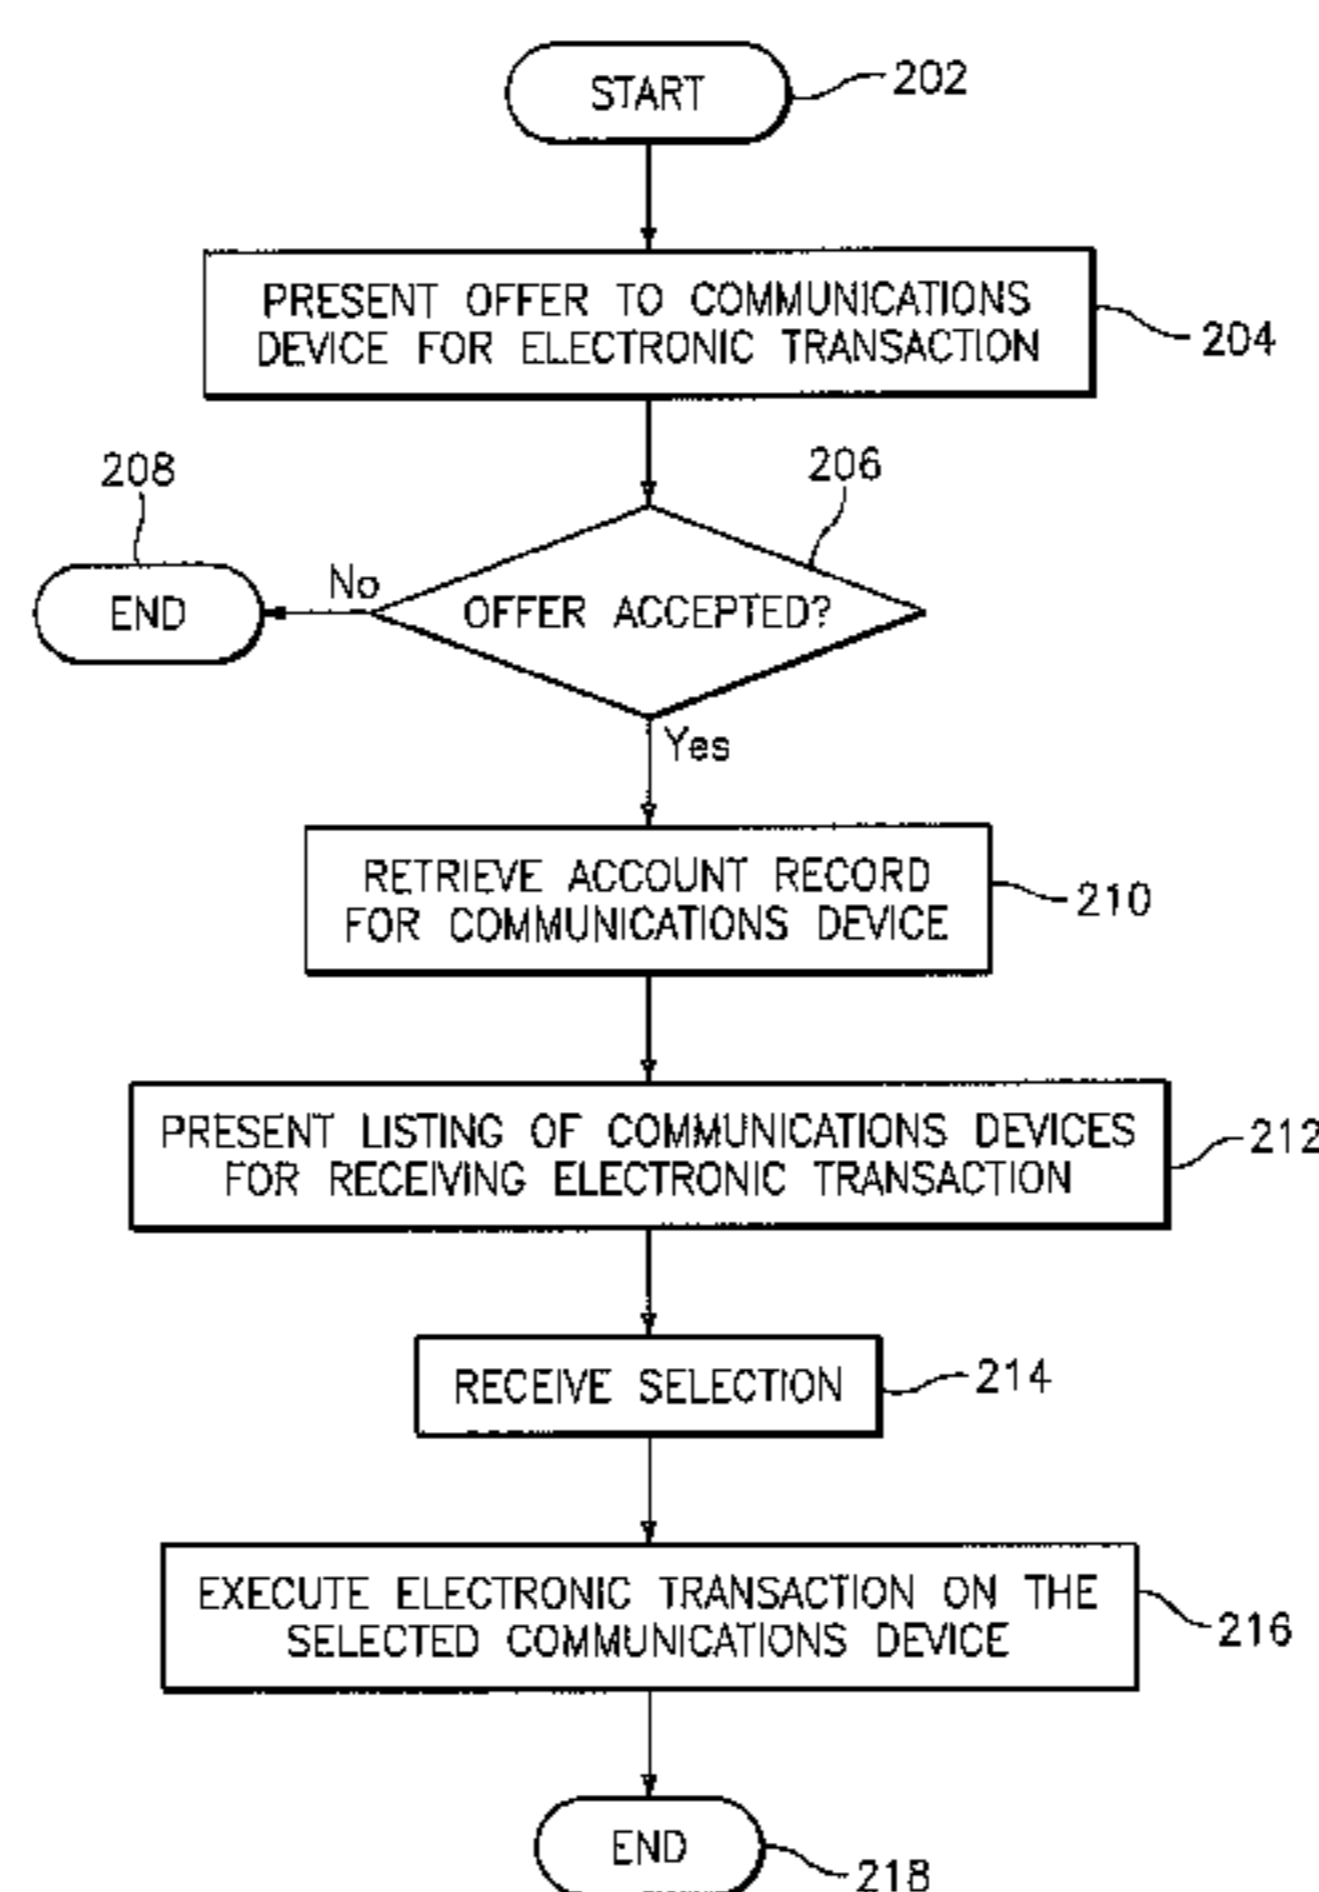 START
202
PRESENT OFFER TO COMMUNICATIONS
DEVICE FOR ELECTRONIC TRANSACTION
204
206
208
OFFER ACCEPTED?
No
END
Yes
RETRIEVE ACCOUNT RECORD
FOR COMMUNICATIONS DEVICE
210
PRESENT LISTING OF COMMUNICATIONS DEVICES
FOR RECEIVING ELECTRONIC TRANSACTION
212
RECEIVE SELECTION
214
EXECUTE ELECTRONIC TRANSACTION ON THE
SELECTED COMMUNICATIONS DEVICE
216
END
218